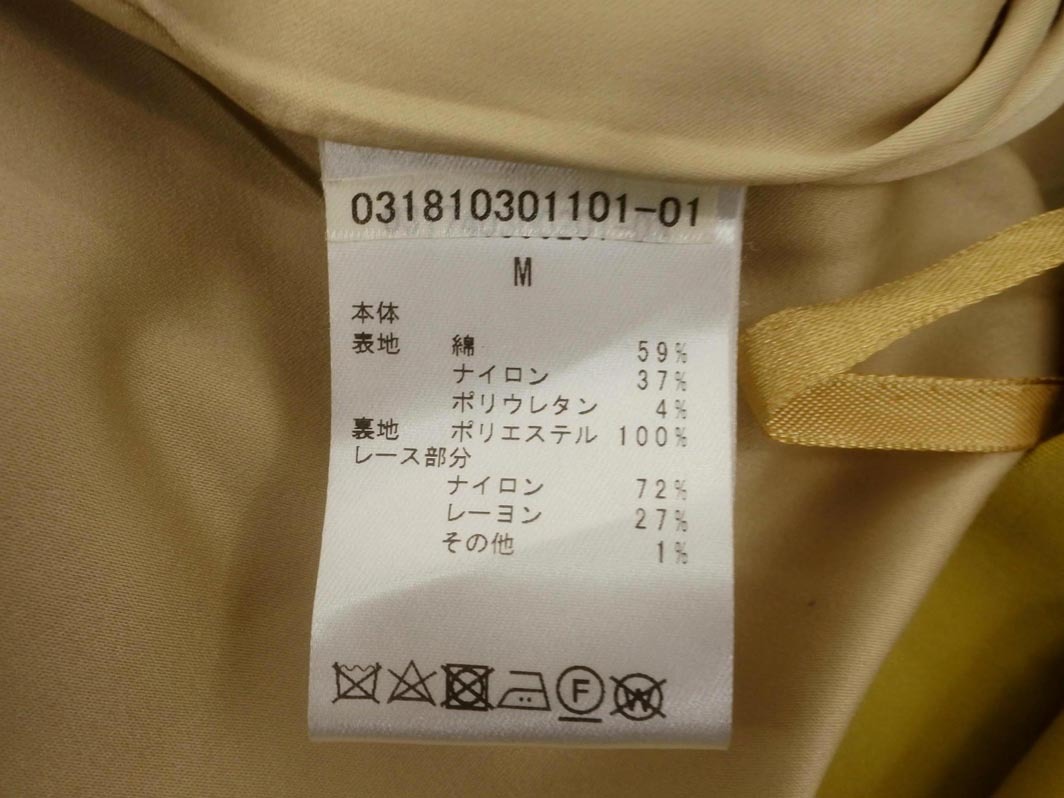 031810301101-01
M
本体
表地 綿 59%
ナイロン 37%
ポリウレタン 4%
裏地 ポリエステル 100%
レース部分
ナイロン 72%
レーヨン 27%
その他 1%
F W